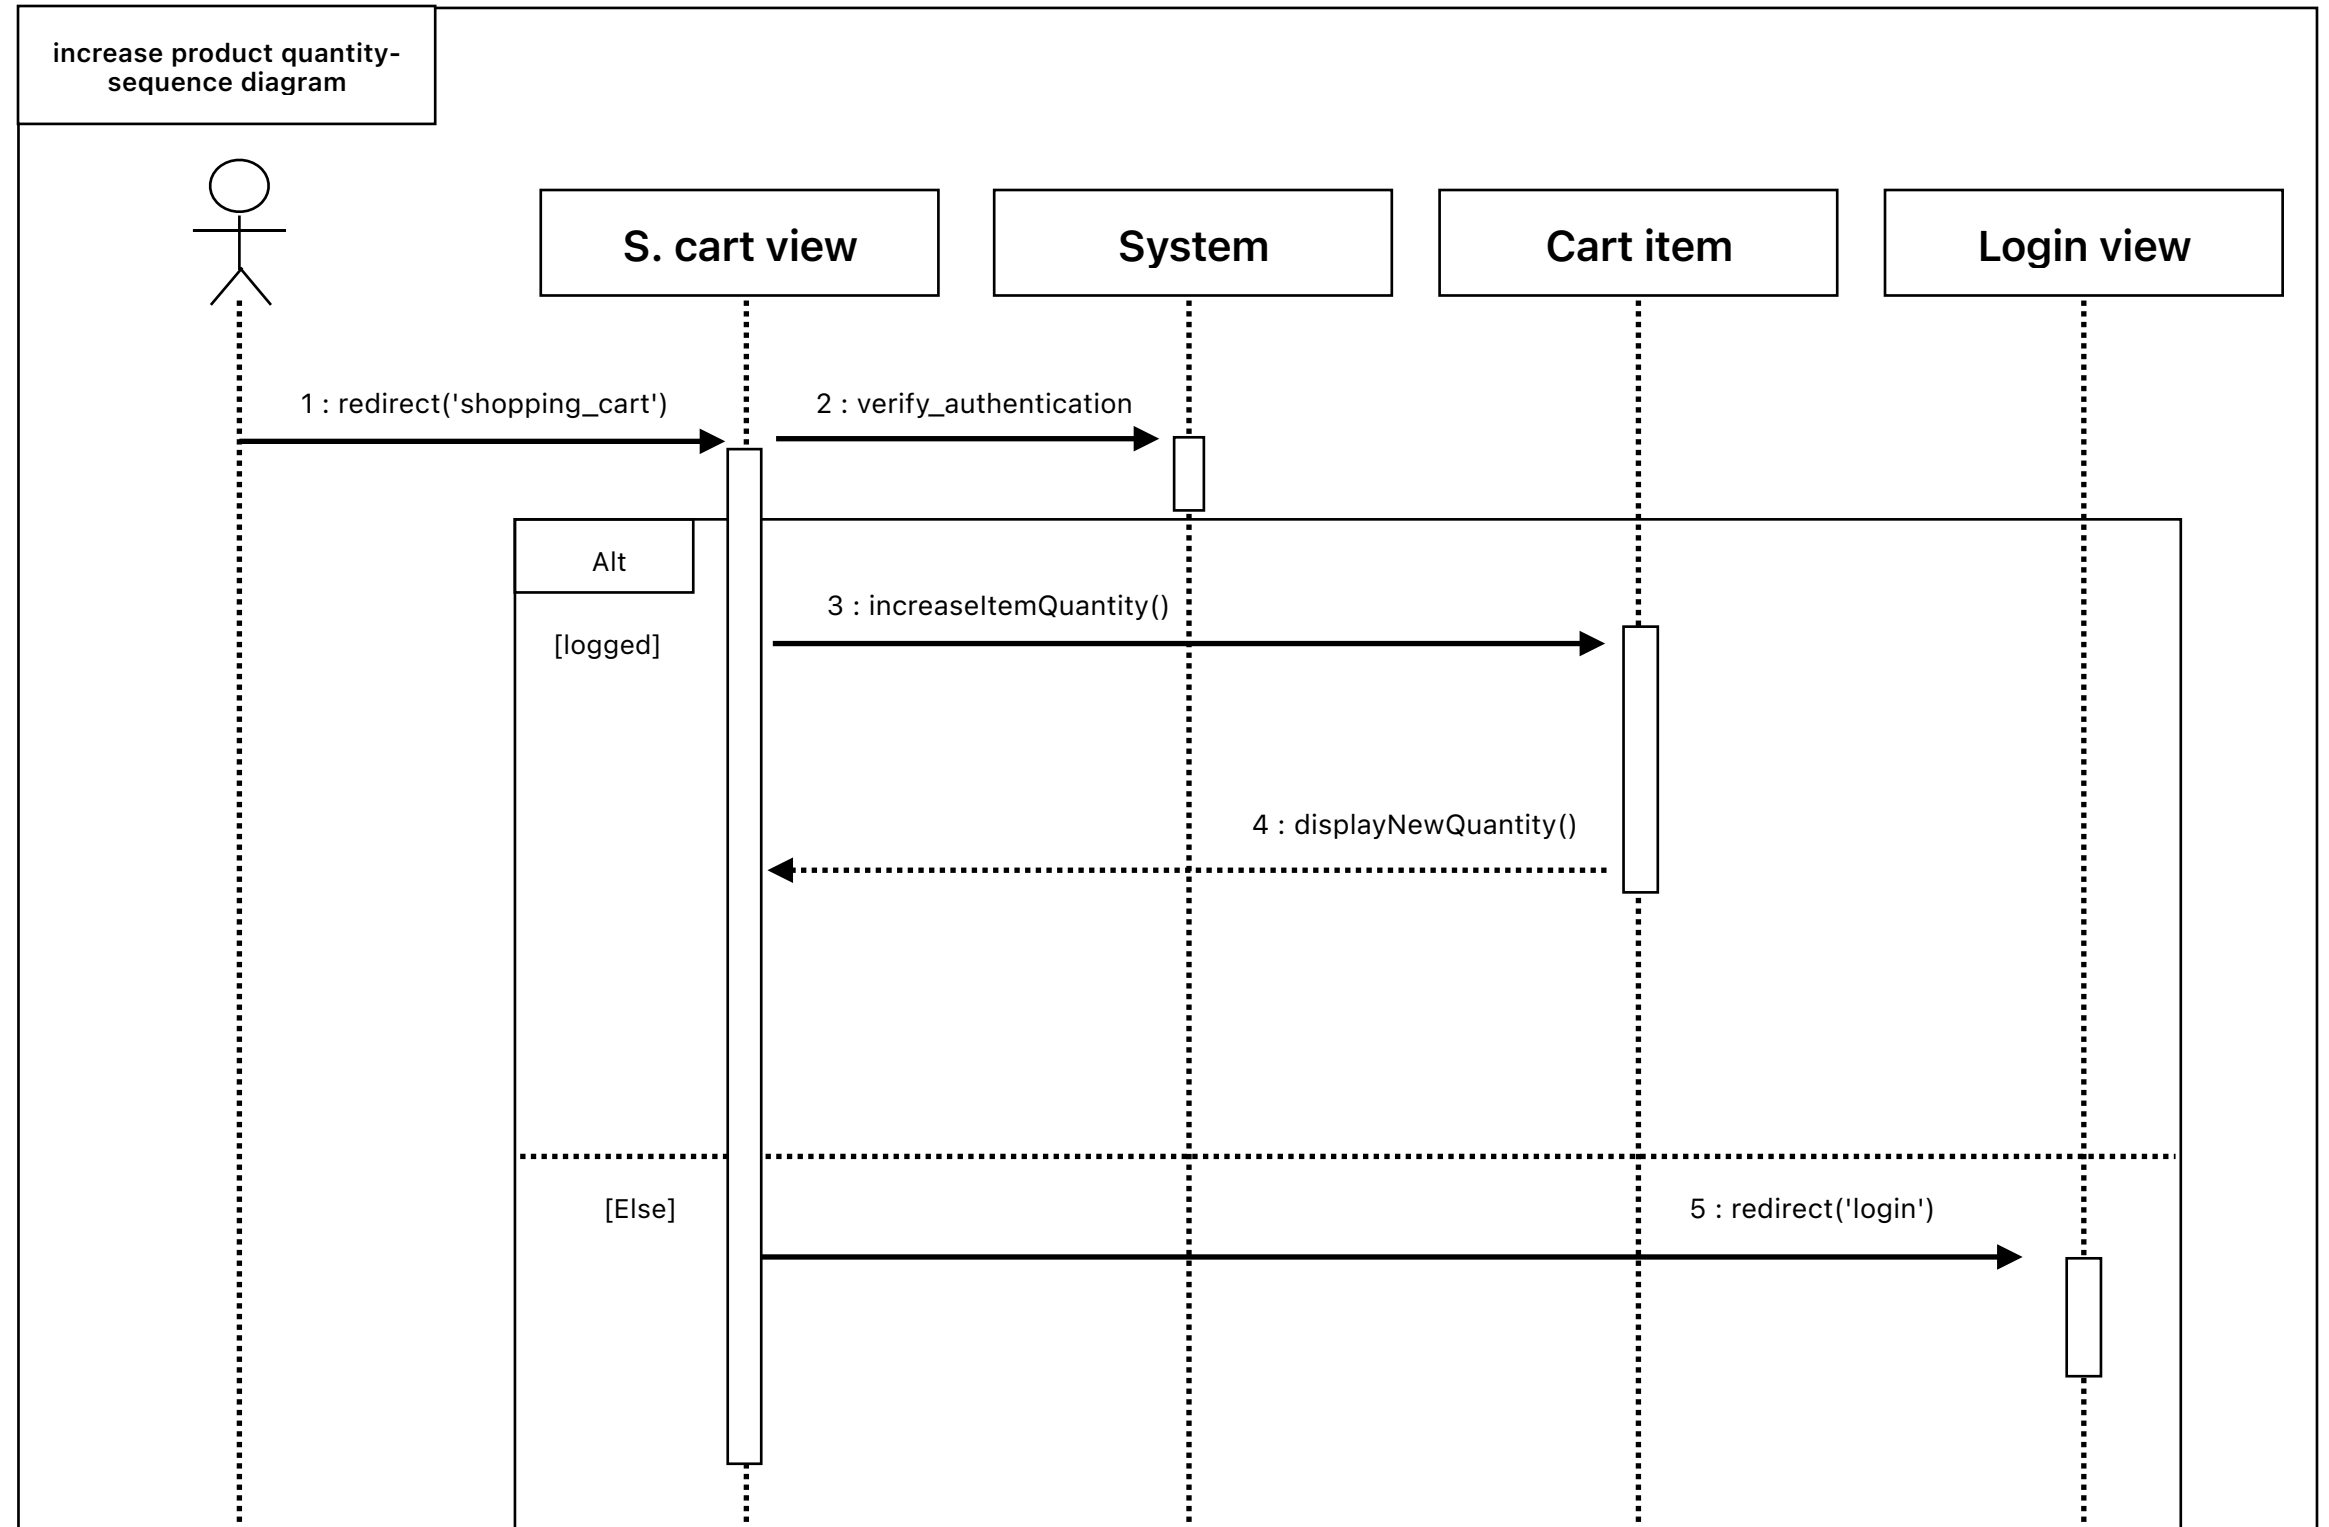 increase product quantity-
sequence diagram
S. cart view
System
Cart item
Login view
1 : redirect('shopping_cart')
2 : verify_authentication
Alt
3 : increaseItemQuantity()
[logged]
4 : displayNewQuantity()
[Else]
5 : redirect('login')